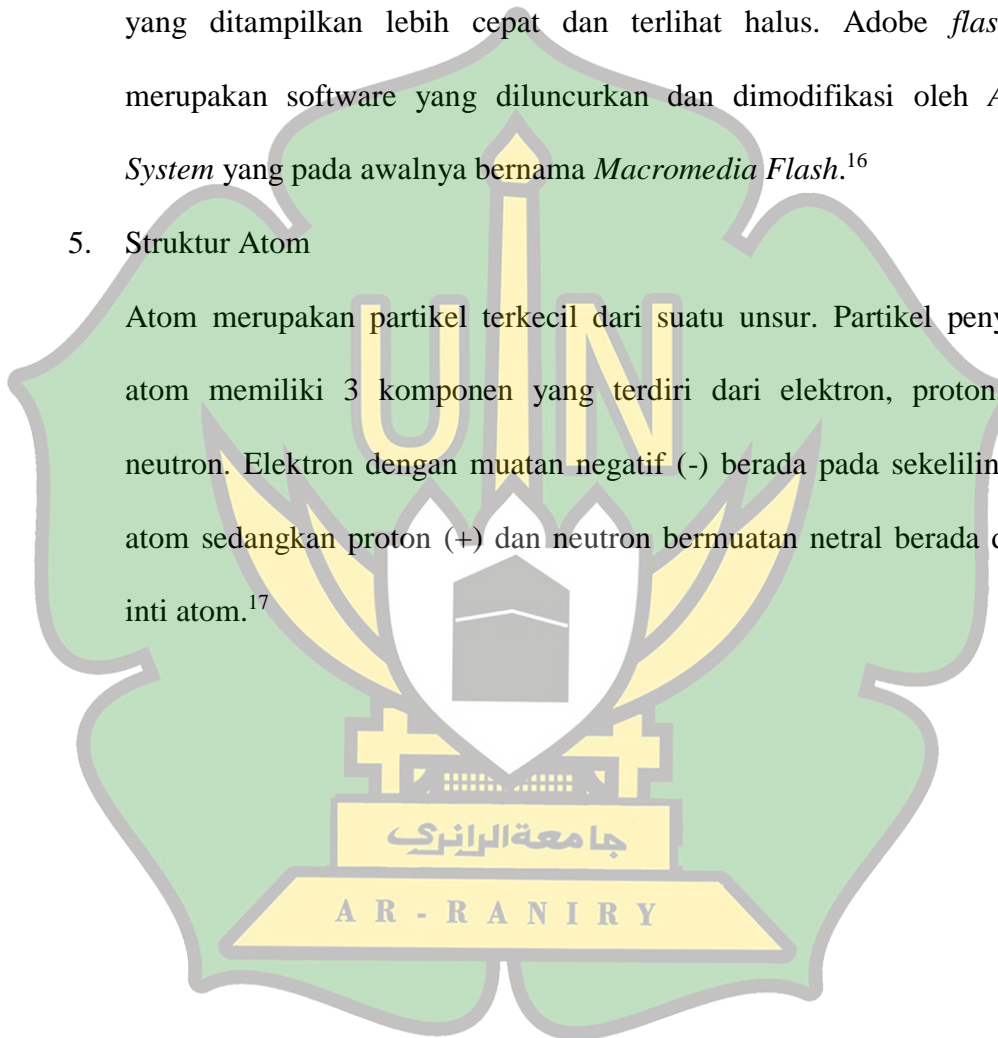 yang ditampilkan lebih cepat dan terlihat halus. Adobe flas
merupakan software yang diluncurkan dan dimodifikasi oleh A
System yang pada awalnya bernama Macromedia Flash.16
5. Struktur Atom
Atom merupakan partikel terkecil dari suatu unsur. Partikel peny
atom memiliki 3 komponen yang terdiri dari elektron, proton
neutron. Elektron dengan muatan negatif (-) berada pada sekelilin
atom sedangkan proton (+) dan neutron bermuatan netral berada d
inti atom.17
UIN
جامعة الرانري
AR-RANIRY